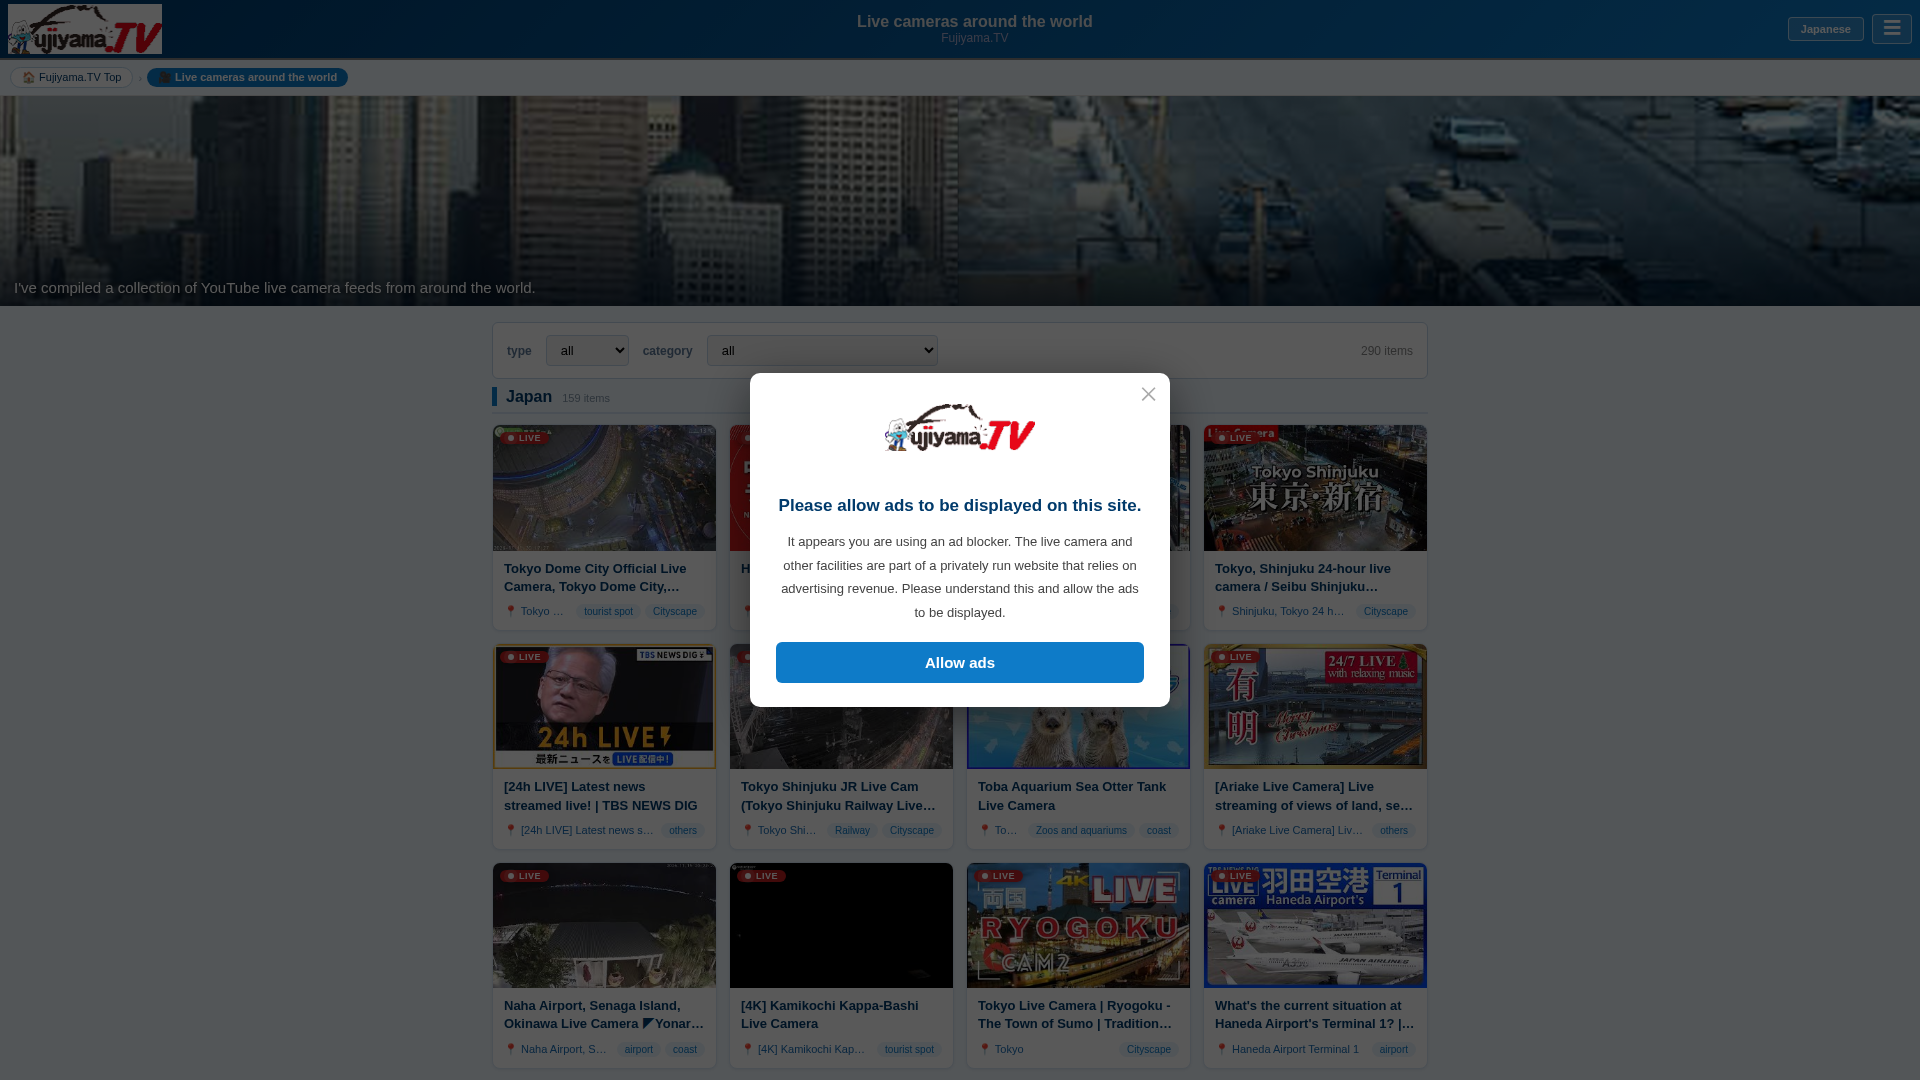 Fujiyama.TV
Live cameras around the world
Fujiyama.TV
Japanese
Fujiyama.TV Top
Live cameras around the world
I've compiled a collection of YouTube live camera feeds from around the world.
type
all
category
all
290 items
Japan
159 items
Fujiyama.TV
Please allow ads to be displayed on this site.
It appears you are using an ad blocker. The live camera and
other facilities are part of a privately run website that relies on
advertising revenue. Please understand this and allow the ads
to be displayed.
Allow ads
LIVE
Tokyo Dome City Official Live
Camera, Tokyo Dome City,…
Tokyo …
tourist spot
Cityscape
Live Camera
LIVE
Tokyo Shinjuku
東京·新宿
Tokyo, Shinjuku 24-hour live
camera / Seibu Shinjuku…
Shinjuku, Tokyo 24 h…
Cityscape
LIVE
TBS NEWS DIG
24h LIVE
最新ニュースを LIVE配信中!
[24h LIVE] Latest news
streamed live! | TBS NEWS DIG
[24h LIVE] Latest news s…
others
Tokyo Shinjuku JR Live Cam
(Tokyo Shinjuku Railway Live…
Tokyo Shi…
Railway
Cityscape
Toba Aquarium Sea Otter Tank
Live Camera
To…
Zoos and aquariums
coast
LIVE
24/7 LIVE
with relaxing music
有明
Merry Christmas
[Ariake Live Camera] Live
streaming of views of land, se…
[Ariake Live Camera] Liv…
others
LIVE
Naha Airport, Senaga Island,
Okinawa Live Camera ◤Yonar…
Naha Airport, S…
airport
coast
LIVE
[4K] Kamikochi Kappa-Bashi
Live Camera
[4K] Kamikochi Kap…
tourist spot
LIVE
両国
4K
LIVE
RYOGOKU
CAM2
Tokyo Live Camera | Ryogoku -
The Town of Sumo | Tradition…
Tokyo
Cityscape
TBS NEWS DIG
LIVE
LIVE
camera
羽田空港
Haneda Airport's
Terminal
1
JAPAN AIRLINES
What's the current situation at
Haneda Airport's Terminal 1? |…
Haneda Airport Terminal 1
airport